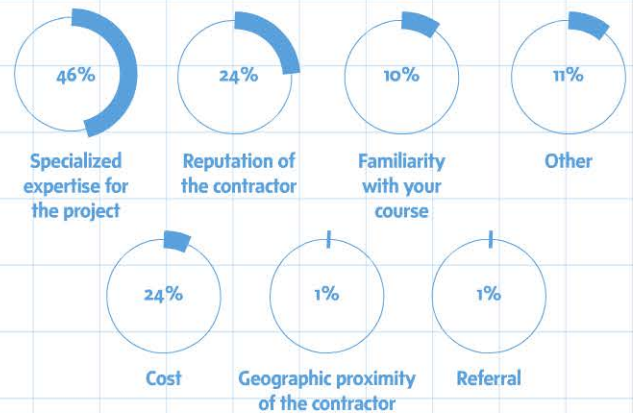 46%
24%
10%
11%
Specialized
expertise for
the project
Reputation of
the contractor
Familiarity
with your
course
Other
24%
1%
1%
Cost
Geographic proximity
of the contractor
Referral